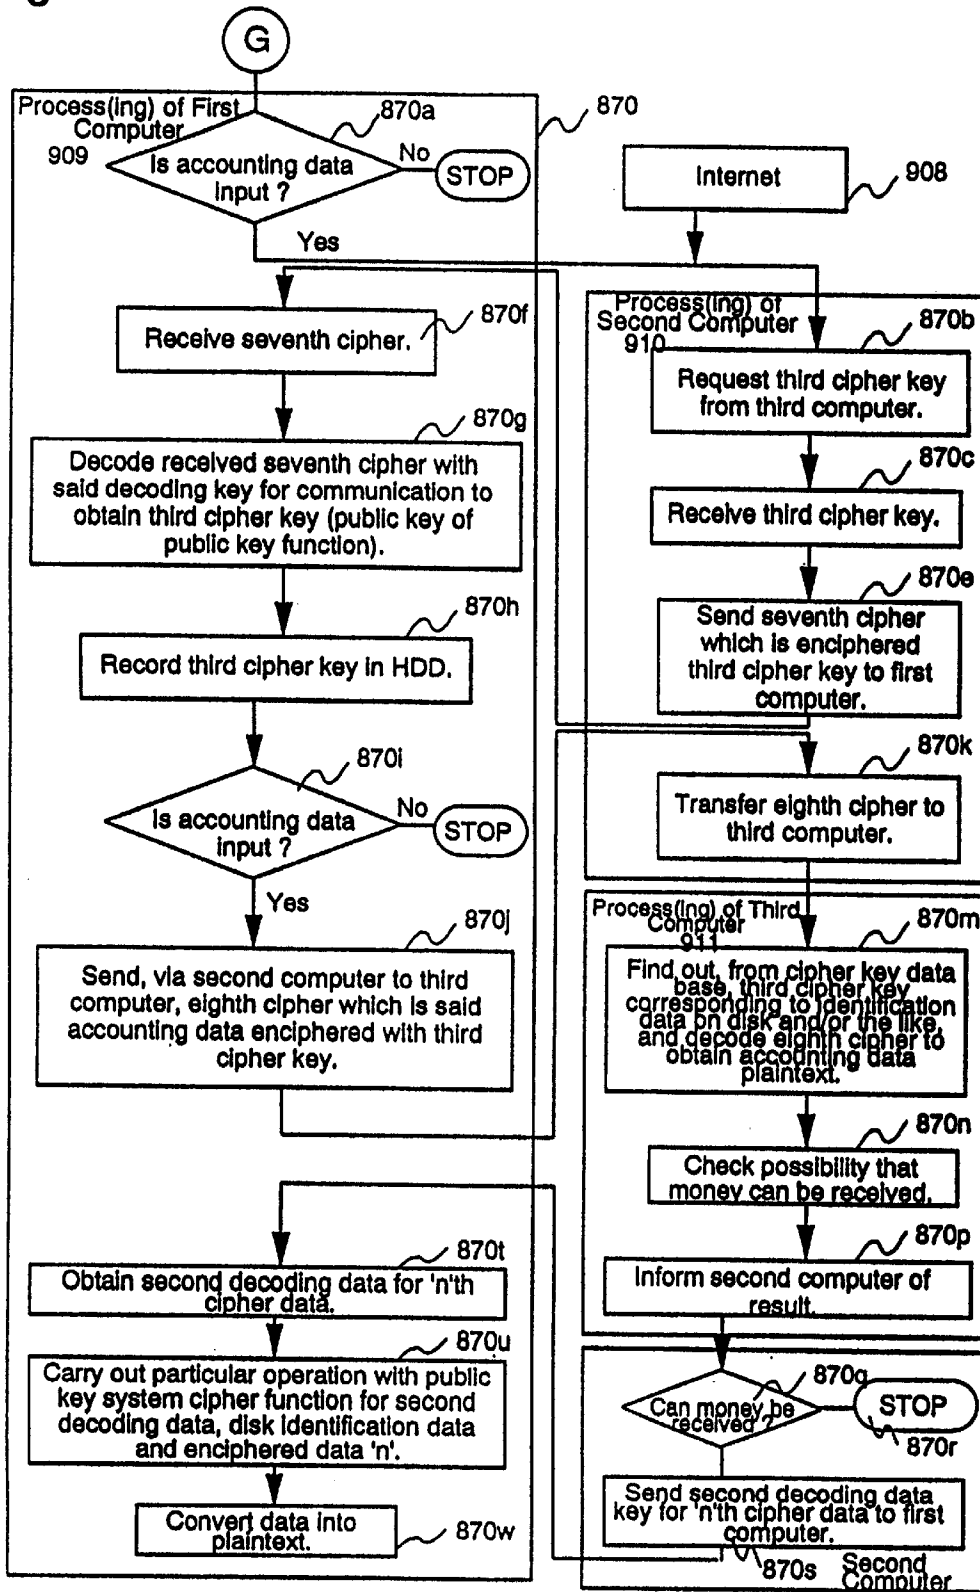 G
Process(ing) of First
Computer
909
870a
870
Is accounting data
input ?
No
STOP
Yes
Internet
908
870f
Receive seventh cipher.
870g
Decode received seventh cipher with
said decoding key for communication to
obtain third cipher key (public key of
public key function).
870h
Record third cipher key in HDD.
870i
Is accounting data
input ?
No
STOP
Yes
870j
Send, via second computer to third
computer, eighth cipher which is said
accounting data enciphered with third
cipher key.
Process(ing) of
Second Computer
910
870b
Request third cipher key
from third computer.
870c
Receive third cipher key.
870e
Send seventh cipher
which is enciphered
third cipher key to first
computer.
870k
Transfer eighth cipher to
third computer.
Process(ing) of Third
Computer
911
870m
Find out, from cipher key data
base, third cipher key
corresponding to identification
data on disk and/or the like,
and decode eighth cipher to
obtain accounting data
plaintext.
870n
Check possibility that
money can be received.
870p
Inform second computer of
result.
870q
Can money be
received ?
STOP
870r
Send second decoding data
key for 'n'th cipher data to first
computer.
870s
Second
Computer
870t
Obtain second decoding data for 'n'th
cipher data.
870u
Carry out particular operation with public
key system cipher function for second
decoding data, disk identification data
and enciphered data 'n'.
Convert data into
plaintext.
870w